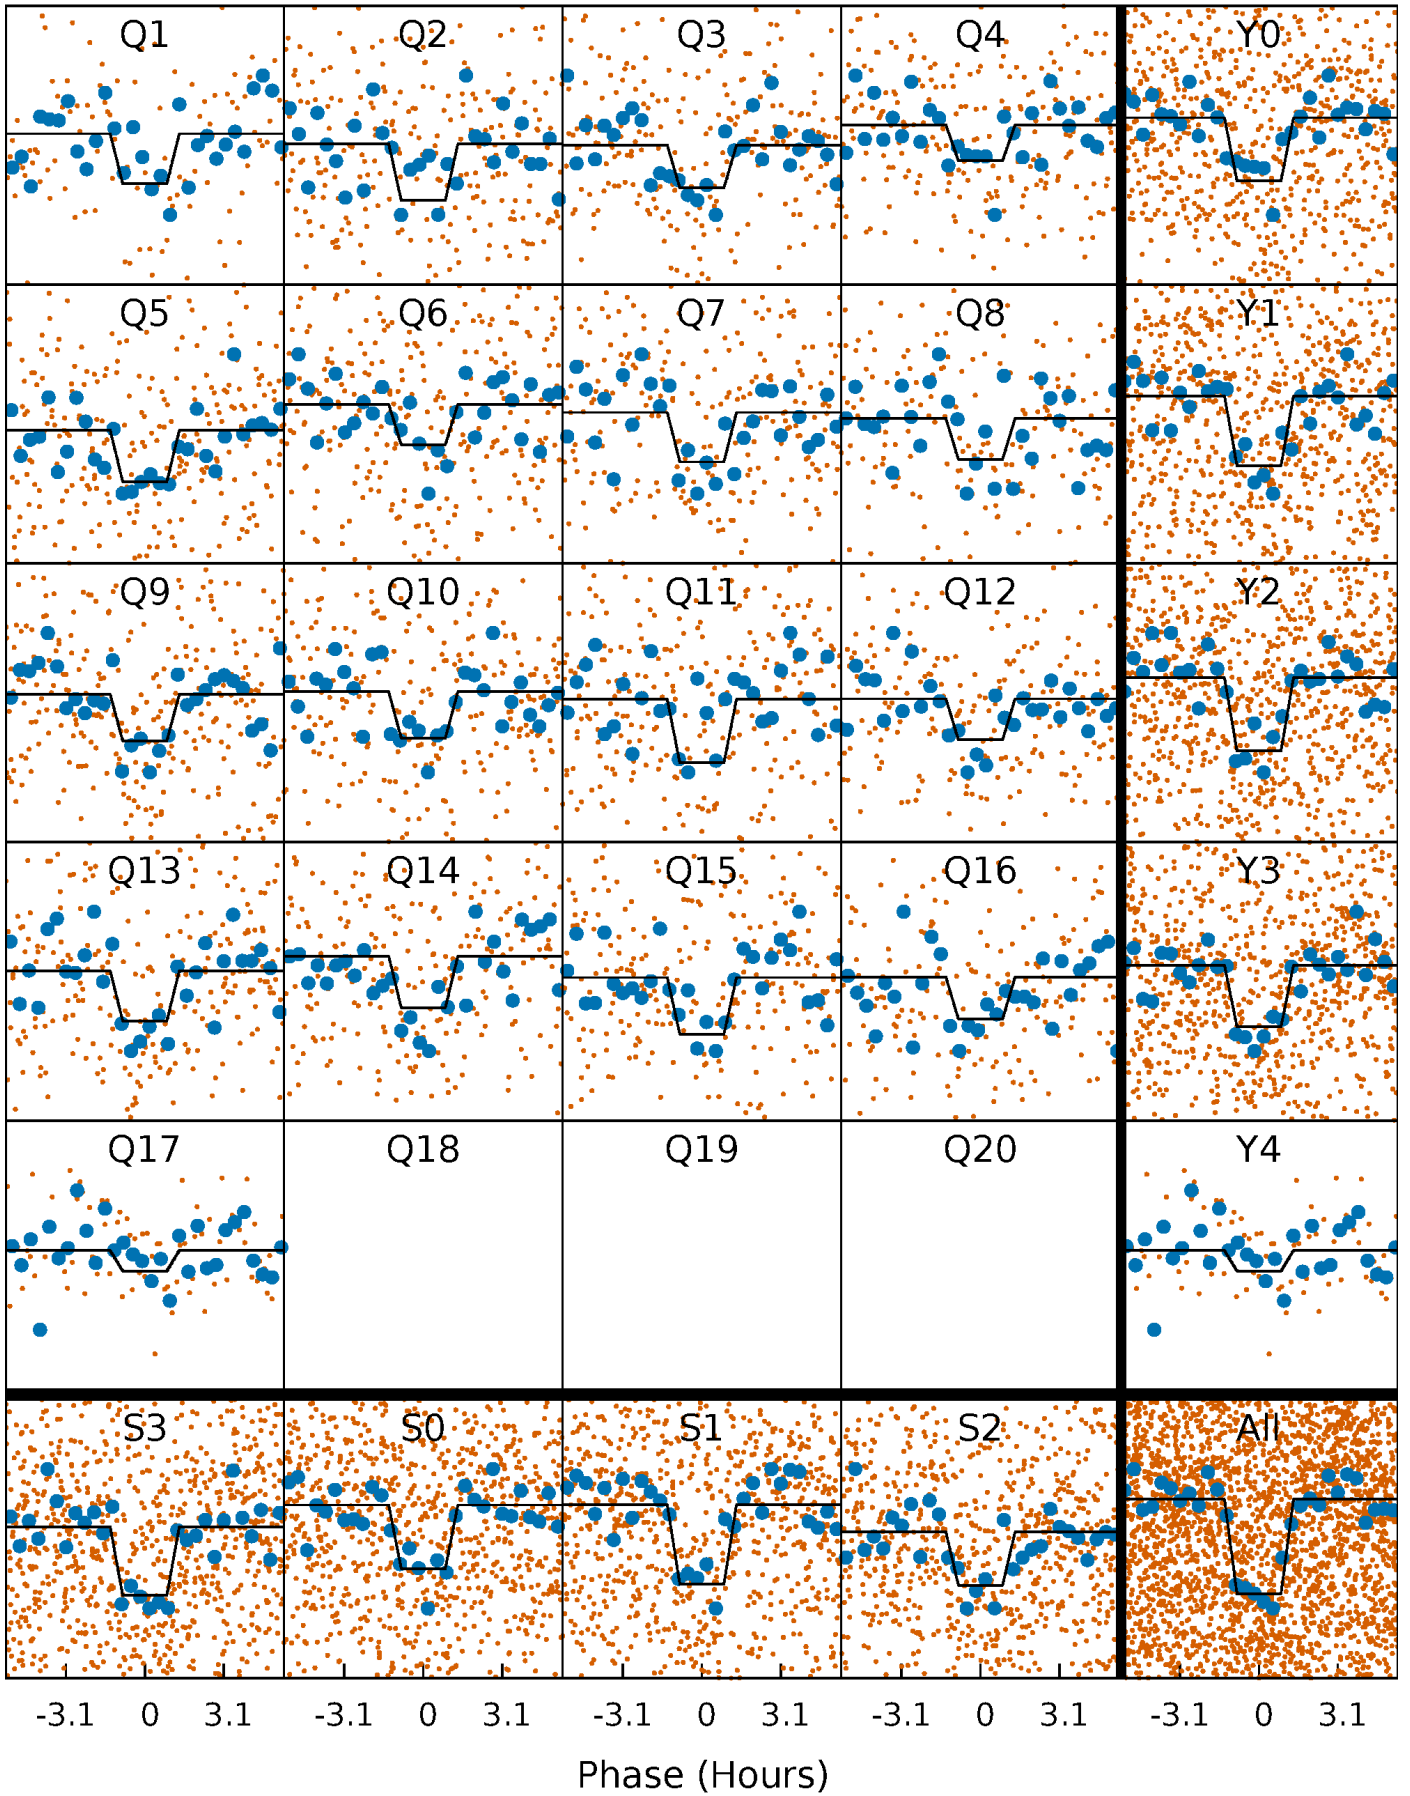 Q1 Q2 Q3 Q4 Y0
Q5 Q6 Q7 Q8 Y1
Q9 Q10 Q11 Q12 Y2
Q13 Q14 Q15 Q16 Y3
Q17 Q18 Q19 Q20 Y4
S3 S0 S1 S2 All
-3.1 0 3.1 -3.1 0 3.1 -3.1 0 3.1 -3.1 0 3.1 -3.1 0 3.1
Phase (Hours)